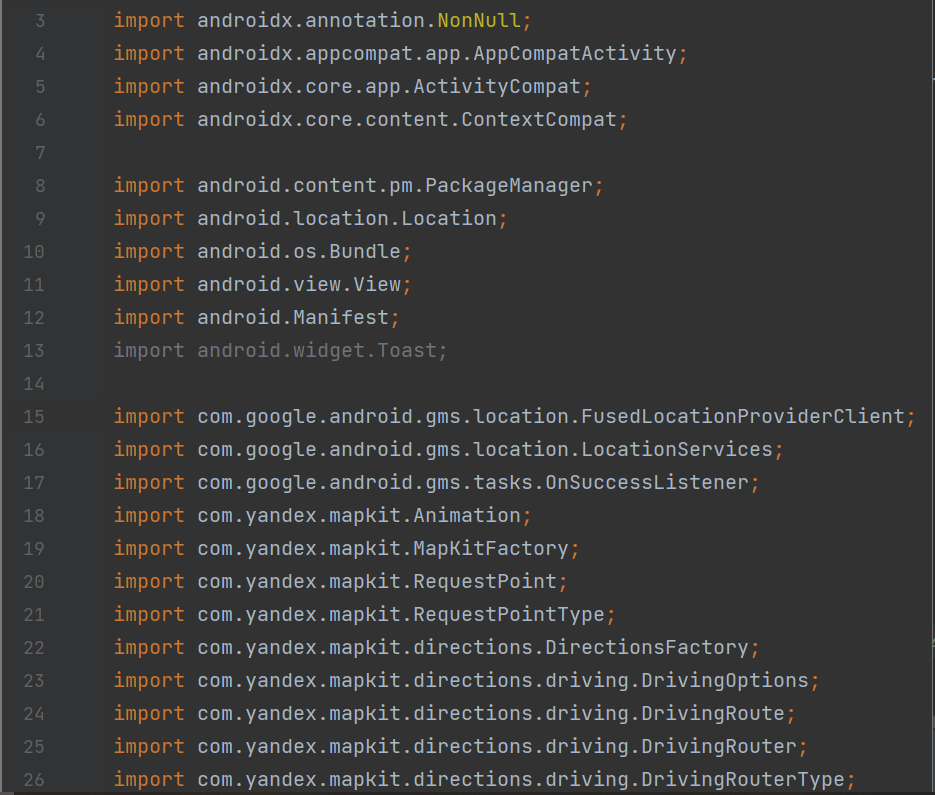 3 import androidx.annotation.NonNull;
4 import androidx.appcompat.app.AppCompatActivity;
5 import androidx.core.app.ActivityCompat;
6 import androidx.core.content.ContextCompat;
7
8 import android.content.pm.PackageManager;
9 import android.location.Location;
10 import android.os.Bundle;
11 import android.view.View;
12 import android.Manifest;
13 import android.widget.Toast;
14
15 import com.google.android.gms.location.FusedLocationProviderClient;
16 import com.google.android.gms.location.LocationServices;
17 import com.google.android.gms.tasks.OnSuccessListener;
18 import com.yandex.mapkit.Animation;
19 import com.yandex.mapkit.MapKitFactory;
20 import com.yandex.mapkit.RequestPoint;
21 import com.yandex.mapkit.RequestPointType;
22 import com.yandex.mapkit.directions.DirectionsFactory;
23 import com.yandex.mapkit.directions.driving.DrivingOptions;
24 import com.yandex.mapkit.directions.driving.DrivingRoute;
25 import com.yandex.mapkit.directions.driving.DrivingRouter;
26 import com.yandex.mapkit.directions.driving.DrivingRouterType;